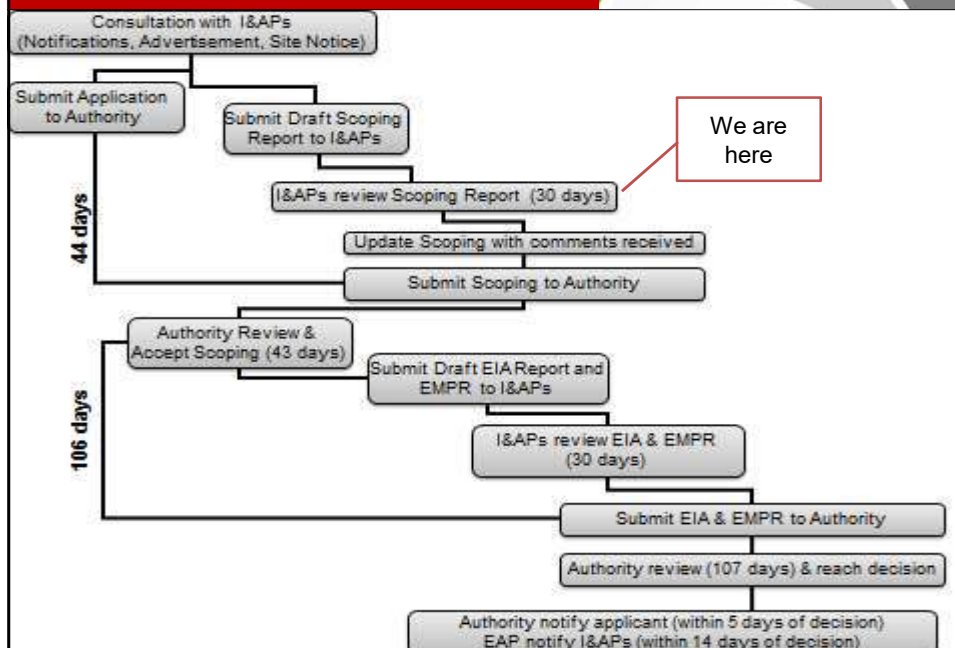 Consultation with I&APs
(Notifications, Advertisement, Site Notice)
Submit Application
to Authority
Submit Draft Scoping
Report to I&APs
We are
here
I&APs review Scoping Report (30 days)
44 days
Update Scoping with comments received
Submit Scoping to Authority
Authority Review &
Accept Scoping (43 days)
Submit Draft EIA Report and
EMPR to I&APs
106 days
I&APs review EIA & EMPR
(30 days)
Submit EIA & EMPR to Authority
Authority review (107 days) & reach decision
Authority notify applicant (within 5 days of decision)
EAP notify I&APs (within 14 days of decision)